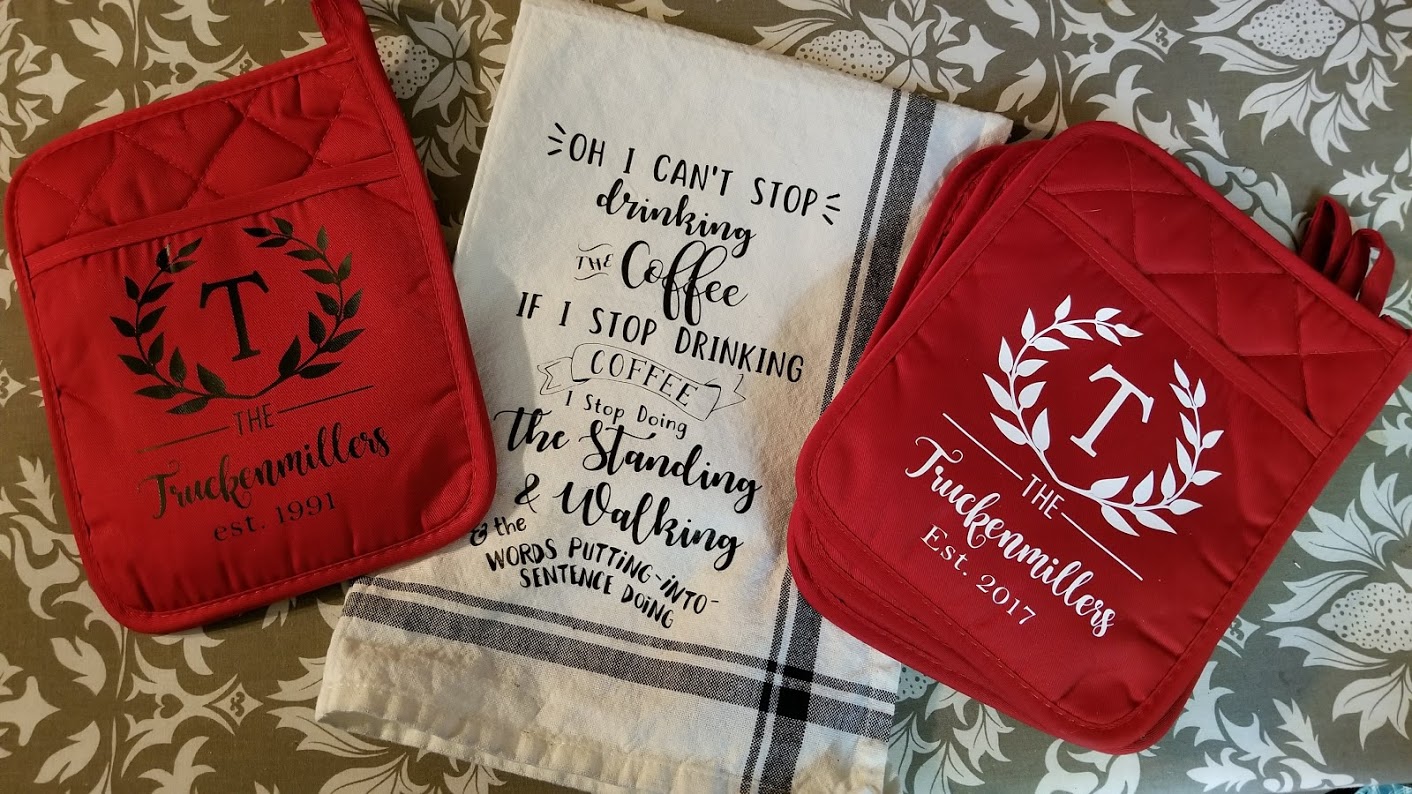 T
THE
Truckenmillers
est. 1991
OH I CAN'T STOP
drinking
THE Coffee
IF I STOP DRINKING
COFFEE
I Stop Doing
the Standing
& Walking
& the
WORDS PUTTiNG-iNTO-
SENTENCE DOiNG
T
THE
Truckenmillers
Est. 2017